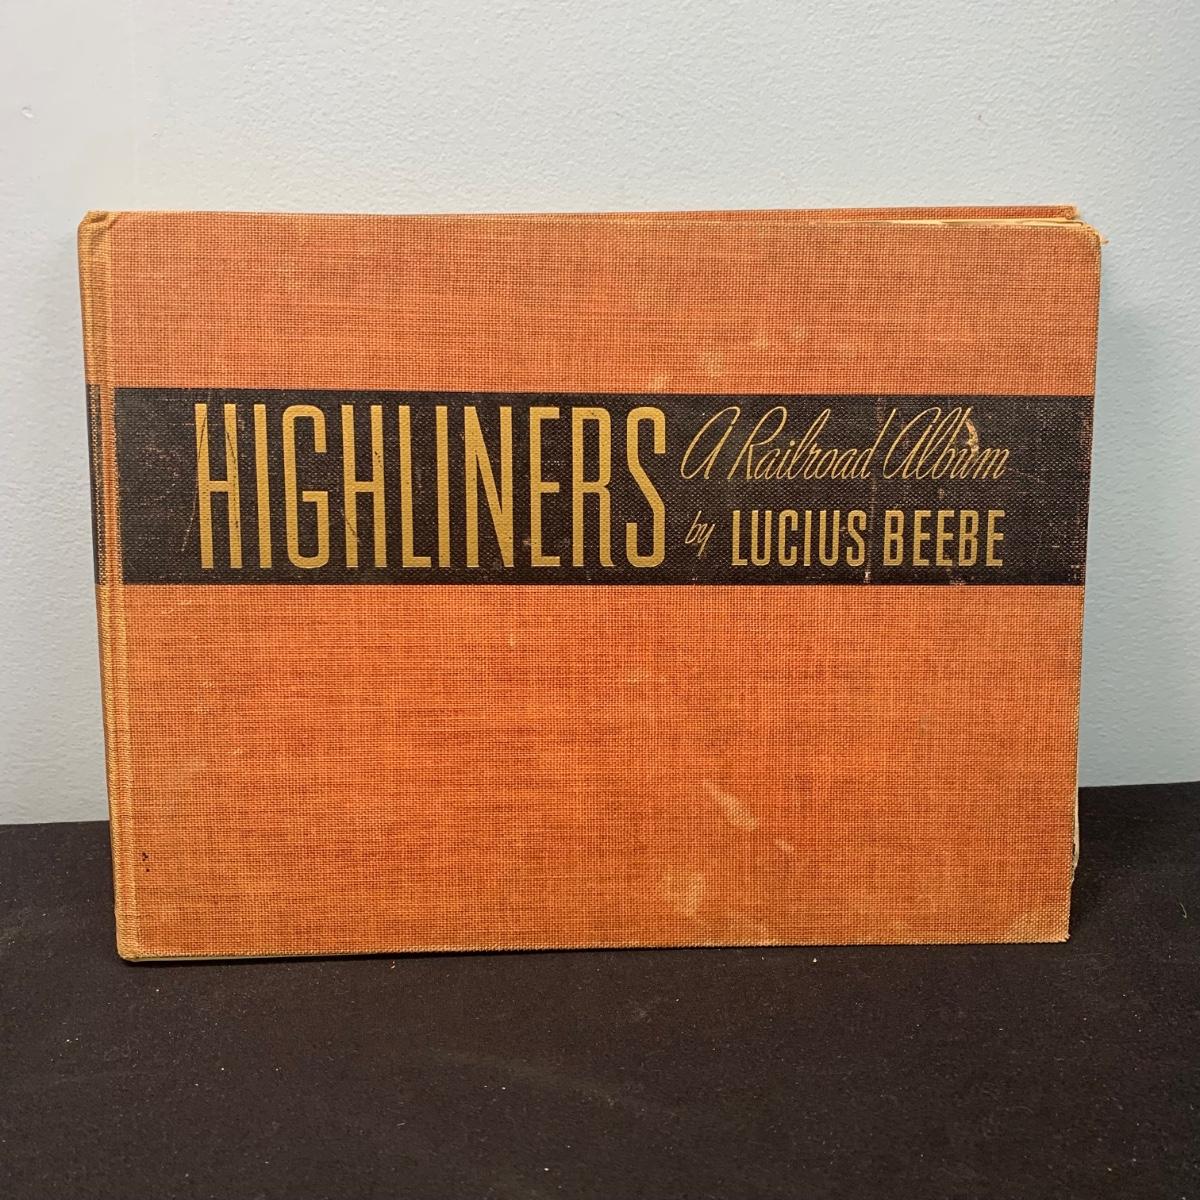 HIGHLINERS
A Railroad Album
by LUCIUS BEEBE